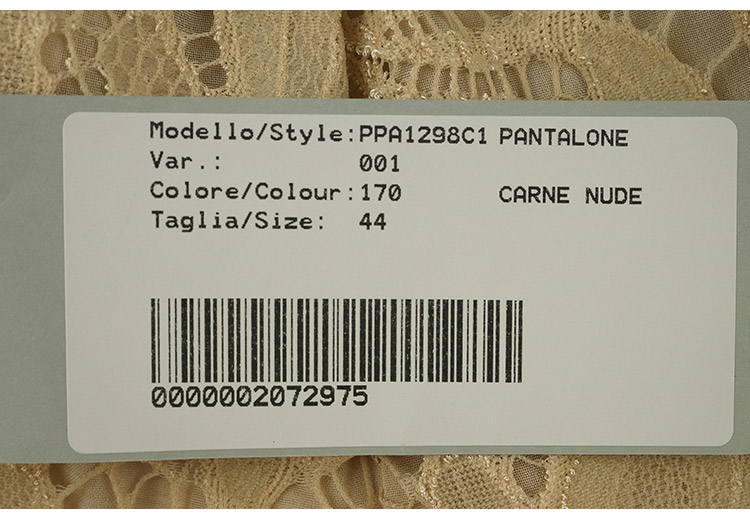 Modello/Style: PPA1298C1 PANTALONE
Var.: 001
Colore/Colour: 170 CARNE NUDE
Taglia/Size: 44
0000002072975